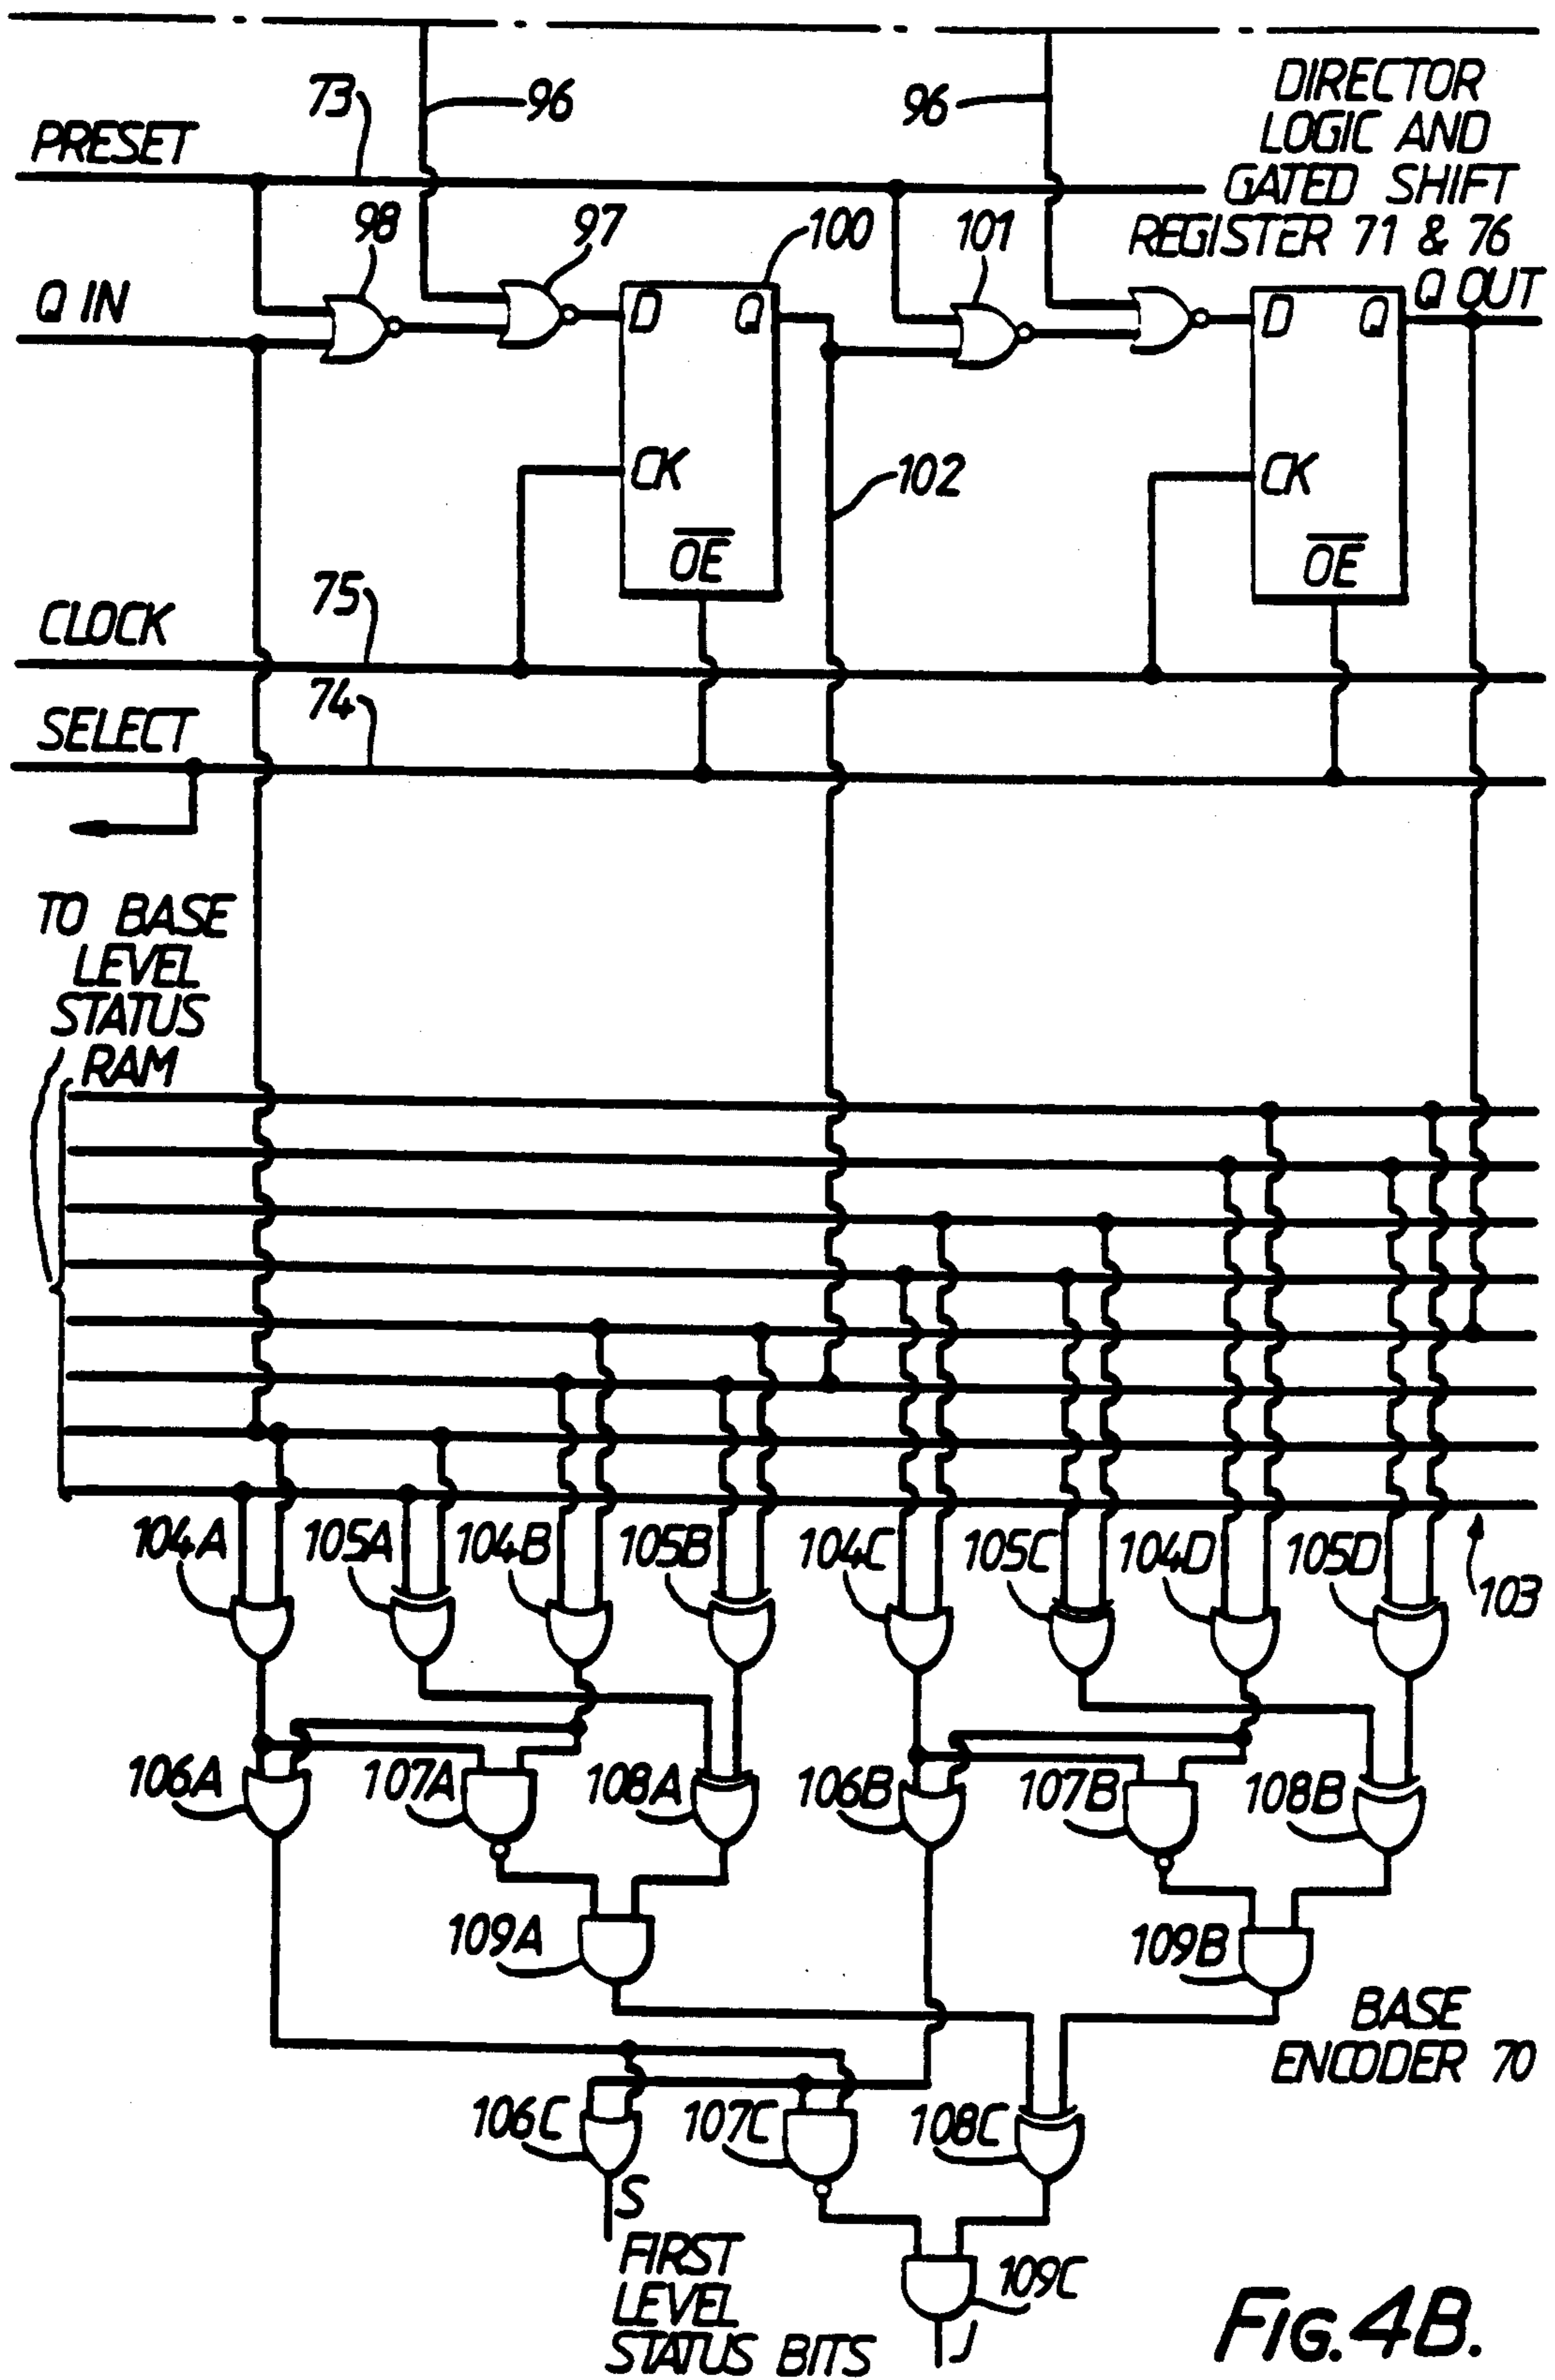 73
96
96
DIRECTOR
LOGIC AND
GATED SHIFT
REGISTER 71 & 76
PRESET
98
97
100
101
Q IN
Q OUT
D
Q
D
Q
CK
CK
102
OE
OE
CLOCK
75
SELECT
74
TO BASE
LEVEL
STATUS
RAM
104A
105A
104B
105B
104C
105C
104D
105D
103
106A
107A
108A
106B
107B
108B
109A
109B
BASE
ENCODER 70
106C
107C
108C
S
FIRST
LEVEL
STATUS BITS
109C
J
FIG. 4B.